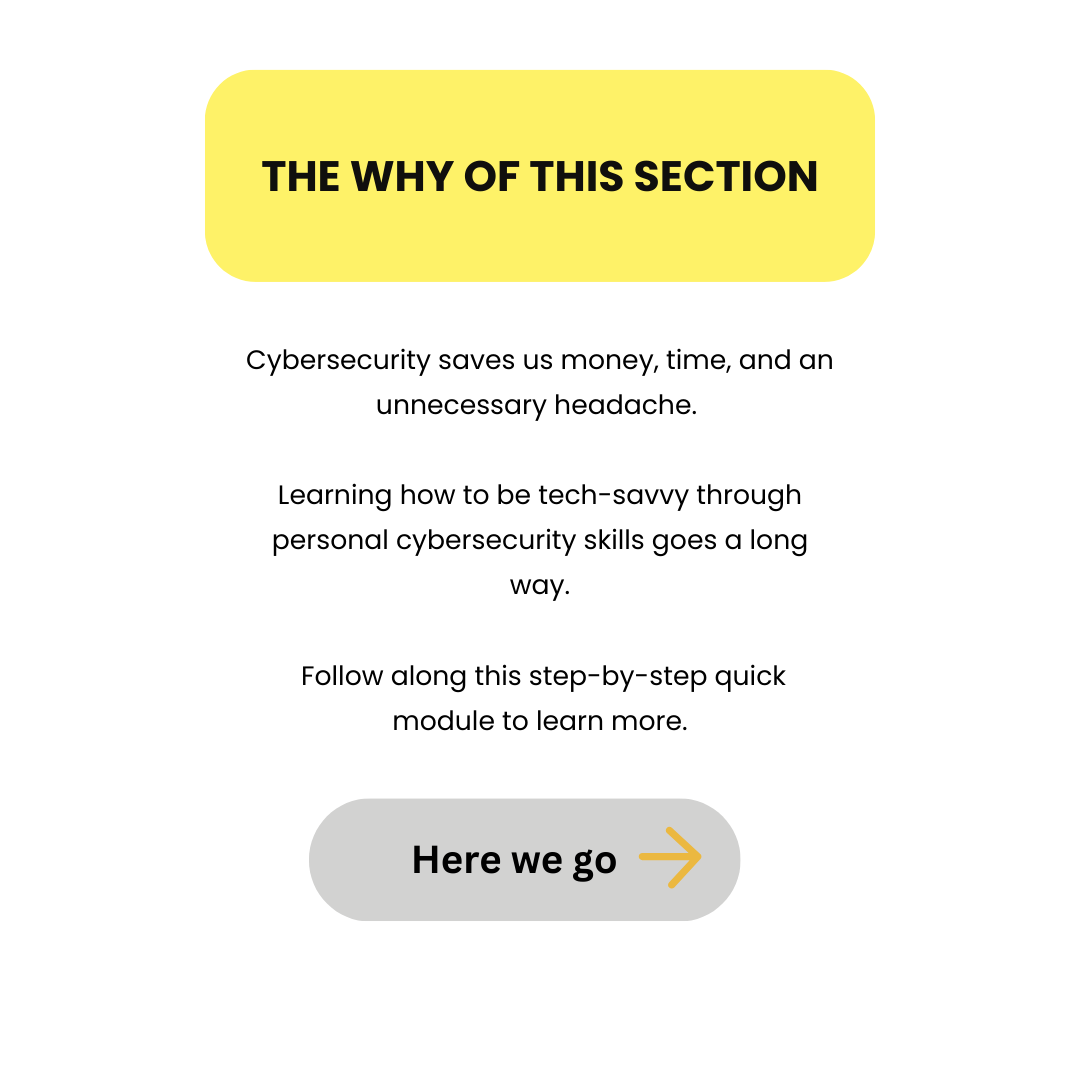 THE WHY OF THIS SECTION
Cybersecurity saves us money, time, and an
unnecessary headache.
Learning how to be tech-savvy through
personal cybersecurity skills goes a long
way.
Follow along this step-by-step quick
module to learn more.
Here we go